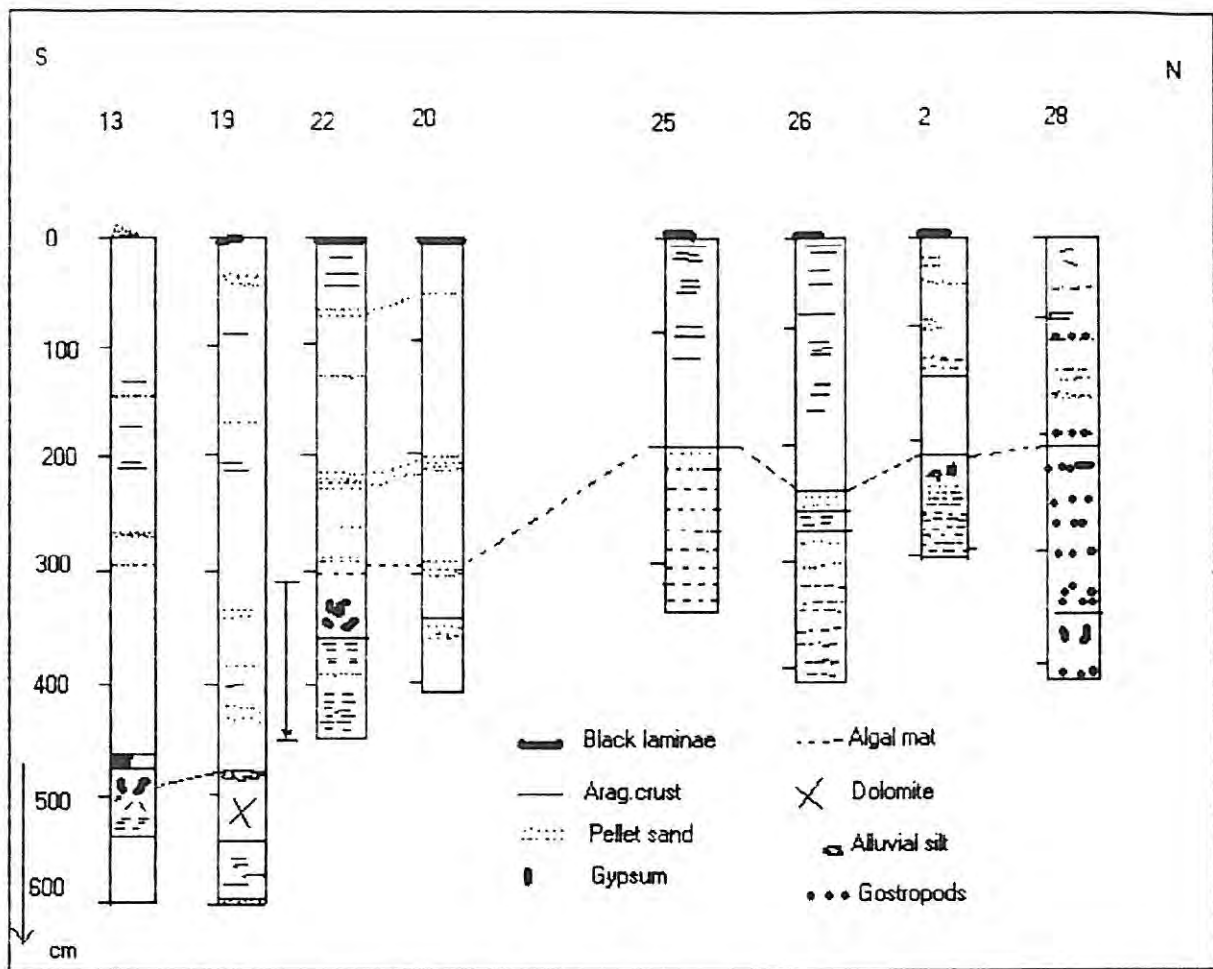 S
N
13 19 22 20 25 26 2 28
0
100
200
300
400
500
600
cm
Black laminae
Algal mat
Arag.crust
Dolomite
Pellet sand
Alluvial silt
Gypsum
Gostropods